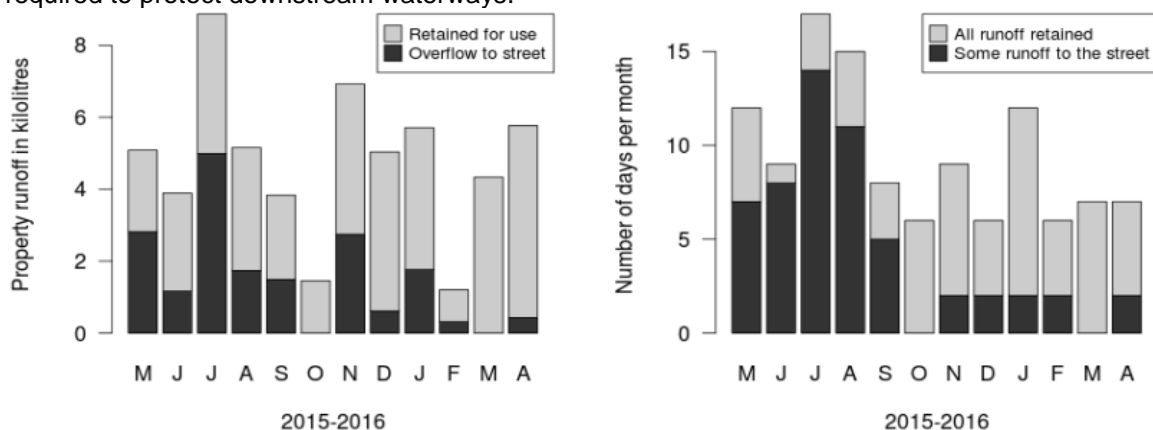 required to protect downstream waterways.
Property runoff in kilolitres
8
6
4
2
0
Retained for use
Overflow to street
M J J A S O N D J F M A
2015-2016
Number of days per month
15
10
5
0
All runoff retained
Some runoff to the street
M J J A S O N D J F M A
2015-2016